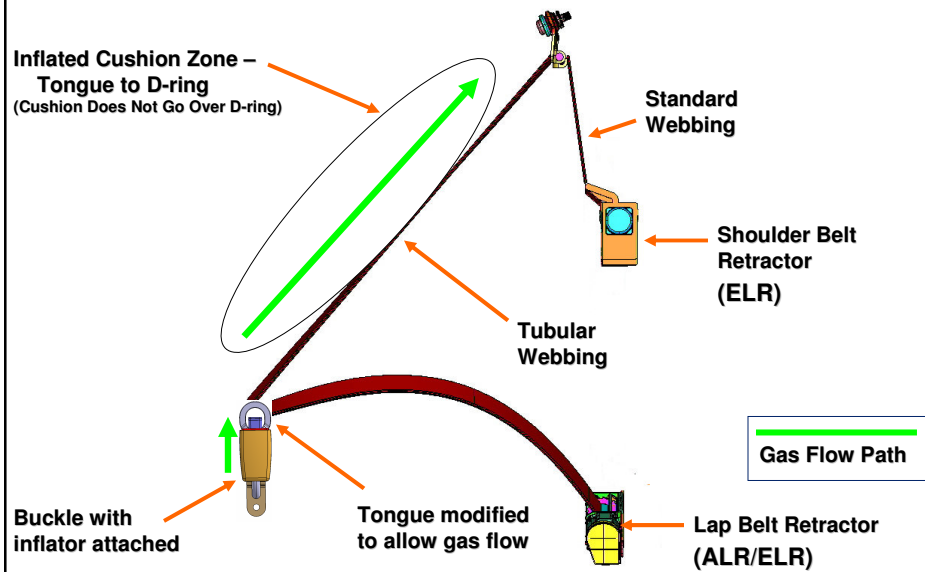 Inflated Cushion Zone –
Tongue to D-ring
(Cushion Does Not Go Over D-ring)
Standard
Webbing
Shoulder Belt
Retractor
(ELR)
Tubular
Webbing
Gas Flow Path
Buckle with
inflator attached
Tongue modified
to allow gas flow
Lap Belt Retractor
(ALR/ELR)